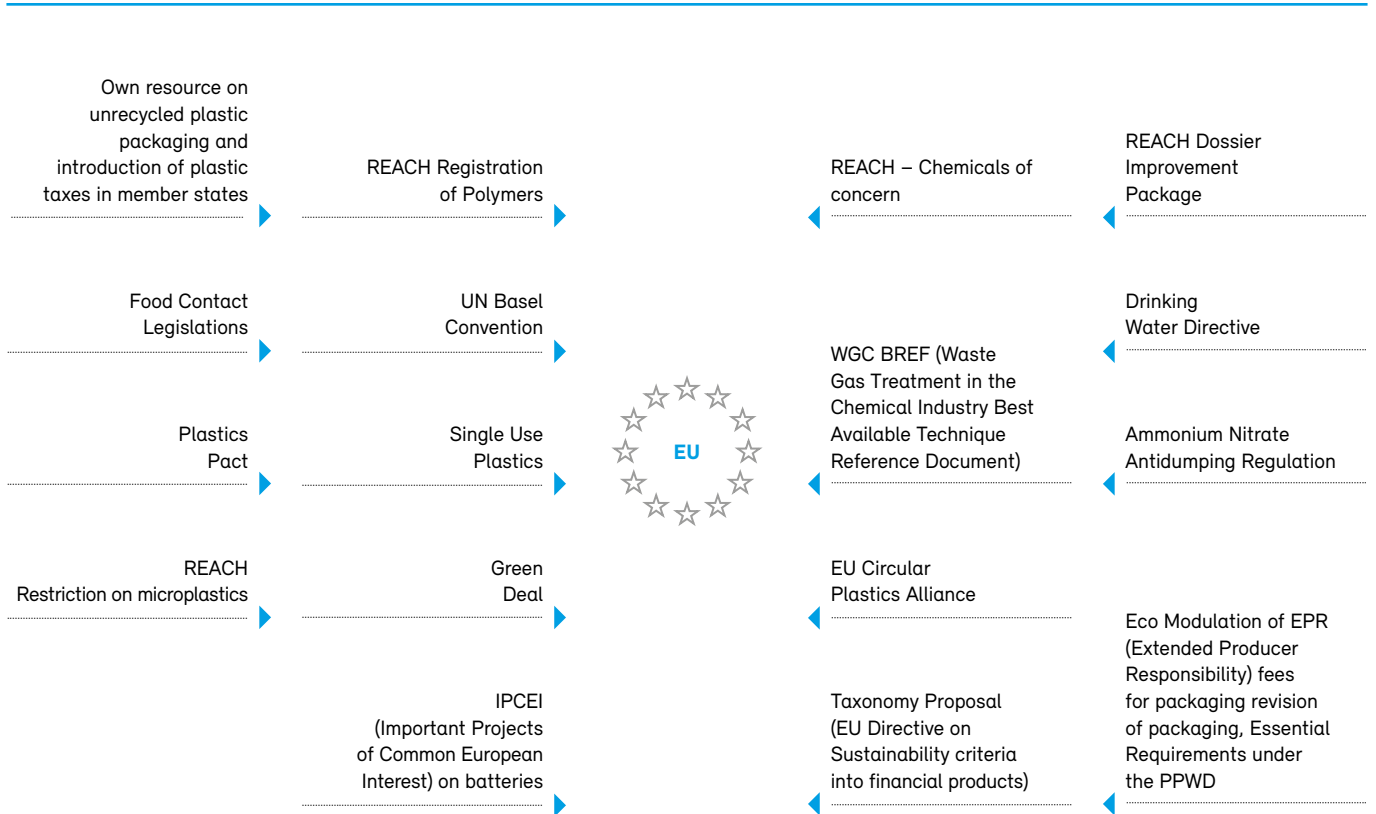 Own resource on
unrecycled plastic
packaging and
introduction of plastic
taxes in member states
REACH Registration
of Polymers
REACH – Chemicals of
concern
REACH Dossier
Improvement
Package
Food Contact
Legislations
UN Basel
Convention
WGC BREF (Waste
Gas Treatment in the
Chemical Industry Best
Available Technique
Reference Document)
Drinking
Water Directive
Plastics
Pact
Single Use
Plastics
EU
Ammonium Nitrate
Antidumping Regulation
REACH
Restriction on microplastics
Green
Deal
EU Circular
Plastics Alliance
Eco Modulation of EPR
(Extended Producer
Responsibility) fees
for packaging revision
of packaging, Essential
Requirements under
the PPWD
IPCEI
(Important Projects
of Common European
Interest) on batteries
Taxonomy Proposal
(EU Directive on
Sustainability criteria
into financial products)